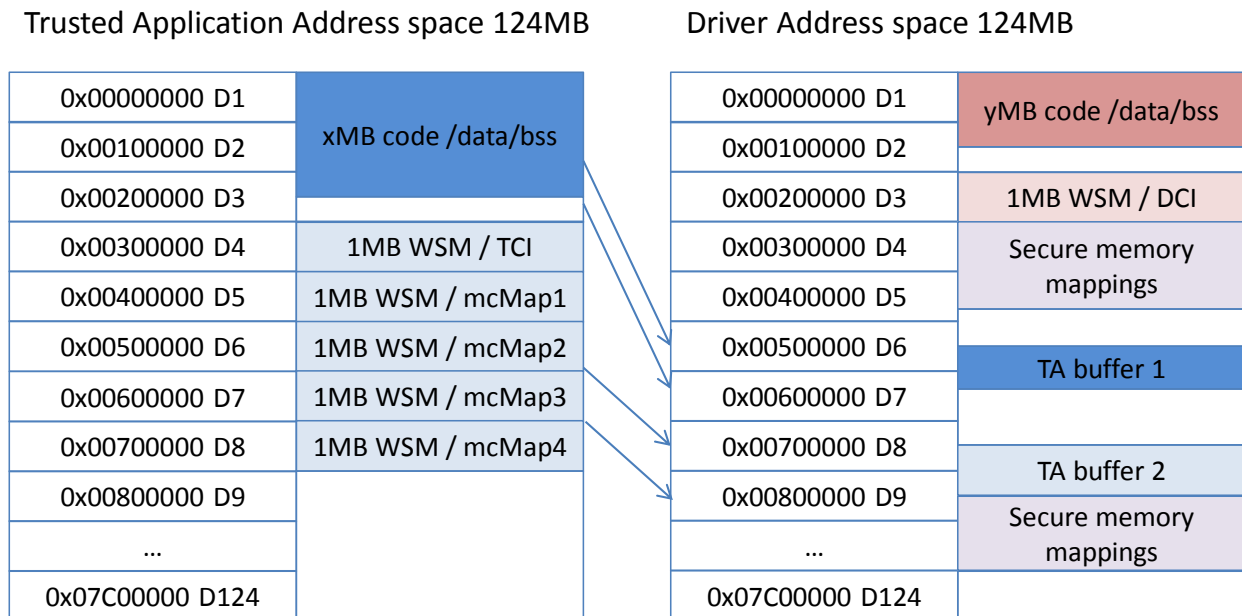 Trusted Application Address space 124MB
0x00000000 D1
0x00100000 D2
0x00200000 D3
0x00300000 D4
0x00400000 D5
0x00500000 D6
0x00600000 D7
0x00700000 D8
0x00800000 D9
...
0x07C00000 D124
xMB code /data/bss
1MB WSM / TCI
1MB WSM / mcMap1
1MB WSM / mcMap2
1MB WSM / mcMap3
1MB WSM / mcMap4
Driver Address space 124MB
0x00000000 D1
0x00100000 D2
0x00200000 D3
0x00300000 D4
0x00400000 D5
0x00500000 D6
0x00600000 D7
0x00700000 D8
0x00800000 D9
...
0x07C00000 D124
yMB code /data/bss
1MB WSM / DCI
Secure memory
mappings
TA buffer 1
TA buffer 2
Secure memory
mappings